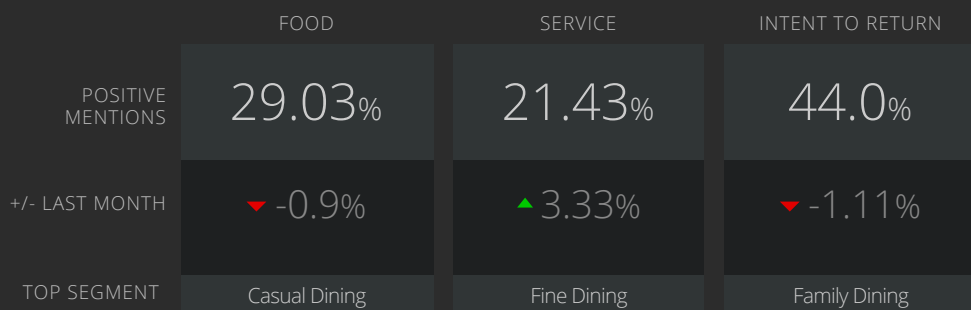 FOOD SERVICE INTENT TO RETURN
POSITIVE
MENTIONS
29.03% 21.43% 44.0%
+/- LAST MONTH -0.9% 3.33% -1.11%
TOP SEGMENT Casual Dining Fine Dining Family Dining